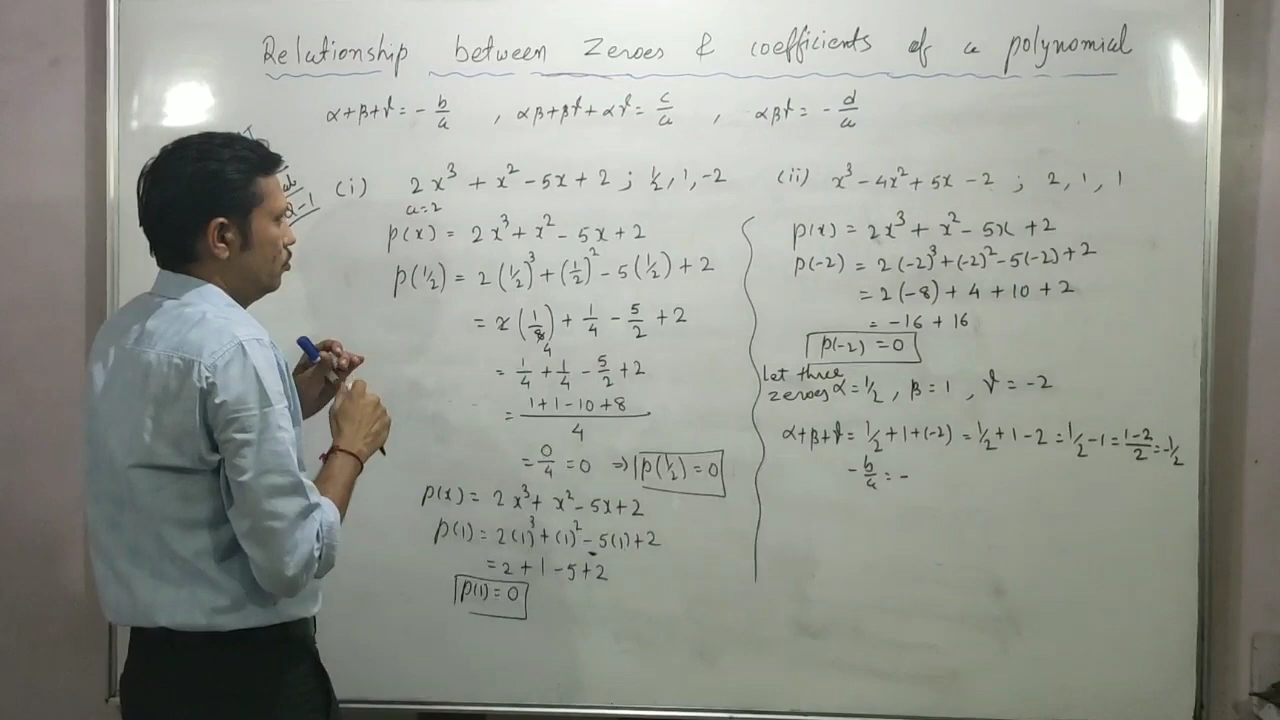 Relationship between Zeroes & coefficients of a polynomial
α+β+γ = -b/a , αβ+βγ+αγ = c/a , αβγ = -d/a
(i) 2x³ + x² - 5x + 2 ; ½, 1, -2
a=2
p(x) = 2x³ + x² - 5x + 2
p(½) = 2(½)³ + (½)² - 5(½) + 2
= 2(1/8) + 1/4 - 5/2 + 2
4
= 1/4 + 1/4 - 5/2 + 2
= (1+1-10+8)/4
= 0/4 = 0 ⇒ p(½) = 0
p(x) = 2x³ + x² - 5x + 2
p(1) = 2(1)³ + (1)² - 5(1) + 2
= 2 + 1 - 5 + 2
p(1) = 0
(ii) x³ - 4x² + 5x - 2 ; 2, 1, 1
p(x) = 2x³ + x² - 5x + 2
p(-2) = 2(-2)³ + (-2)² - 5(-2) + 2
= 2(-8) + 4 + 10 + 2
= -16 + 16
p(-2) = 0
Let three
zeroes α = ½ , β = 1 , γ = -2
α+β+γ = ½ + 1 + (-2) = ½ + 1 - 2 = ½ - 1 = (1-2)/2 = -½
-b/a = -